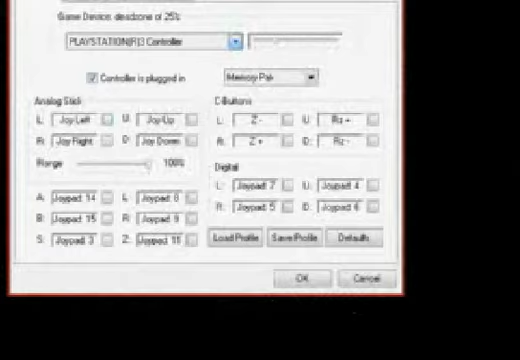 Game Device, deadzone of 25%
PLAYSTATION(R)3 Controller
Controller is plugged in
Memory Pak
Analog Stick
L: Joy Left U: Joy Up
R: Joy Right D: Joy Down
Range 100%
C-Buttons
L: Z - U: Rz +
R: Z + D: Rz -
Digital
L: Joypad 7 U: Joypad 4
R: Joypad 5 D: Joypad 6
A: Joypad 14 L: Joypad 8
B: Joypad 15 R: Joypad 9
S: Joypad 3 Z: Joypad 11
Load Profile Save Profile Defaults
OK Cancel